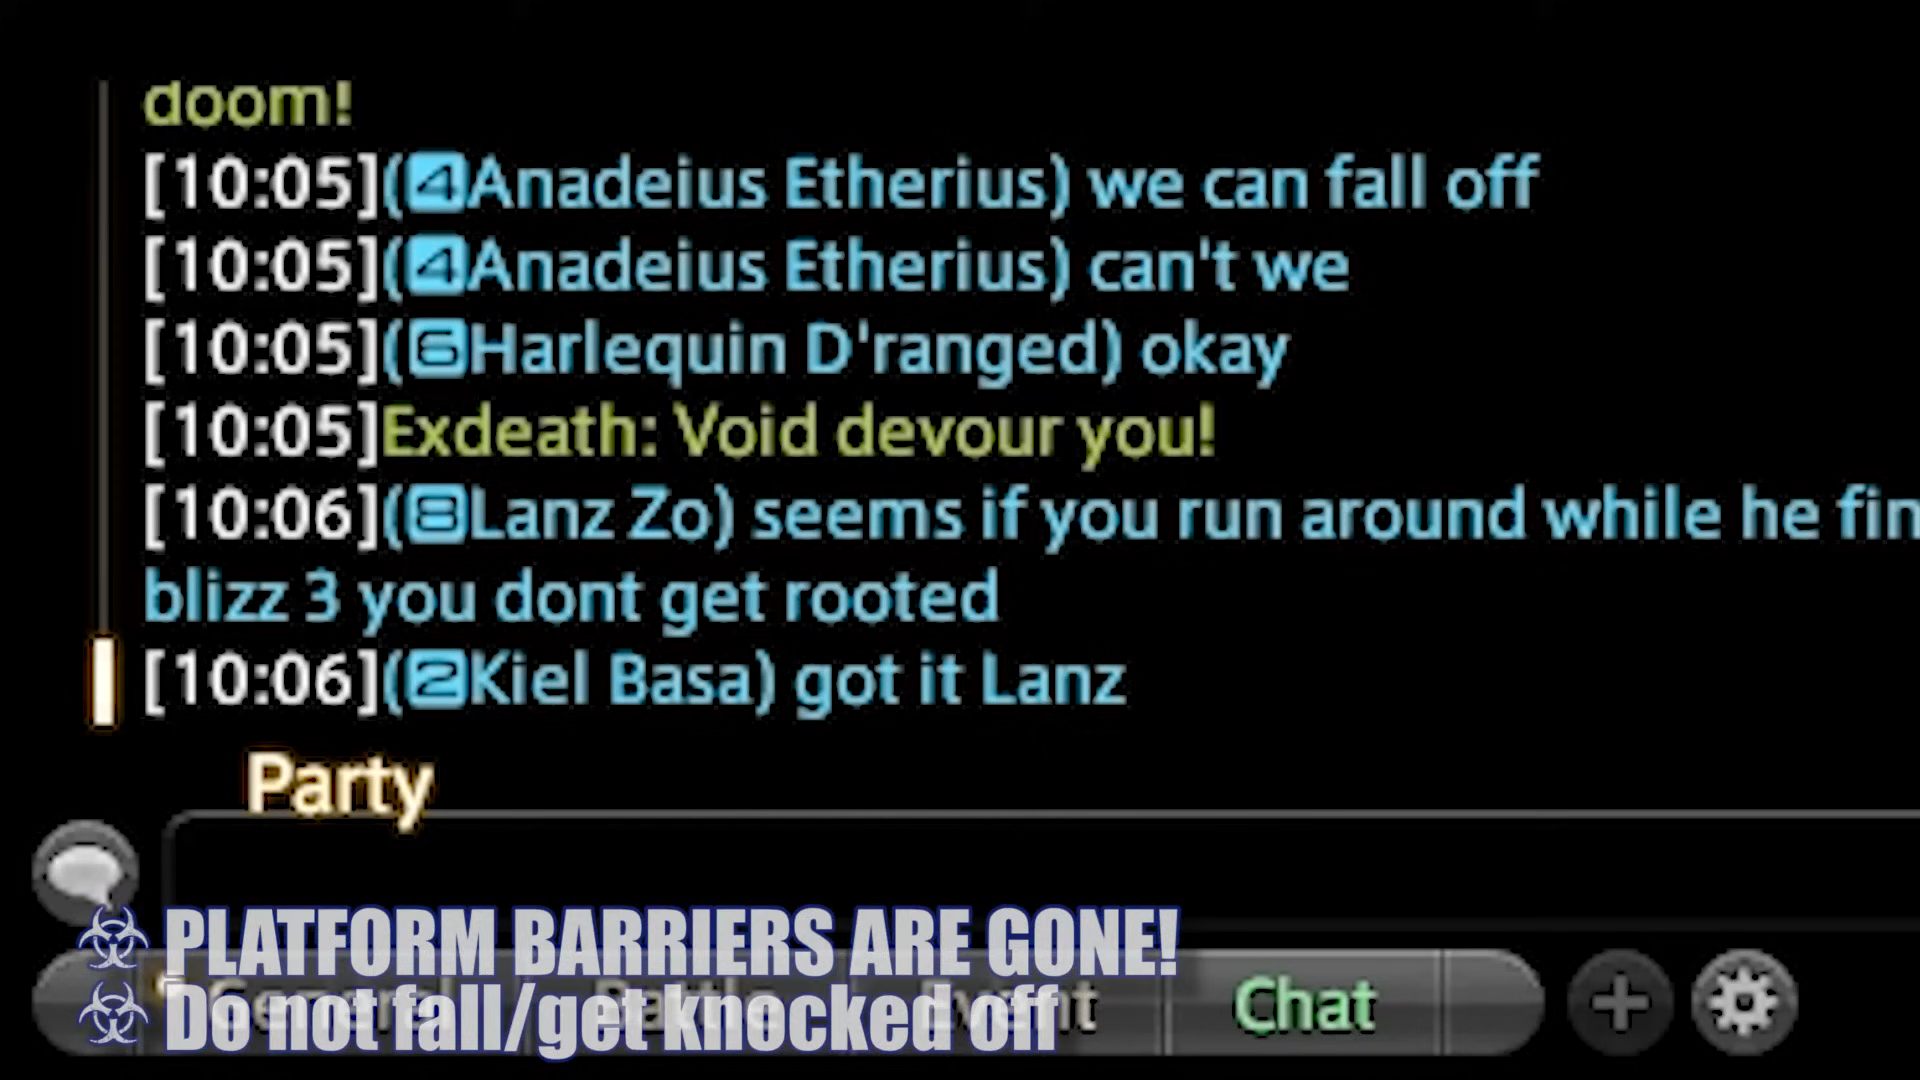 doom!
[10:05](4Anadeius Etherius) we can fall off
[10:05](4Anadeius Etherius) can't we
[10:05](6Harlequin D'ranged) okay
[10:05]Exdeath: Void devour you!
[10:06](8Lanz Zo) seems if you run around while he fin
blizz 3 you dont get rooted
[10:06](2Kiel Basa) got it Lanz
Party
☣ PLATFORM BARRIERS ARE GONE!
☣ Do not fall/get knocked off
General Battle Event Chat